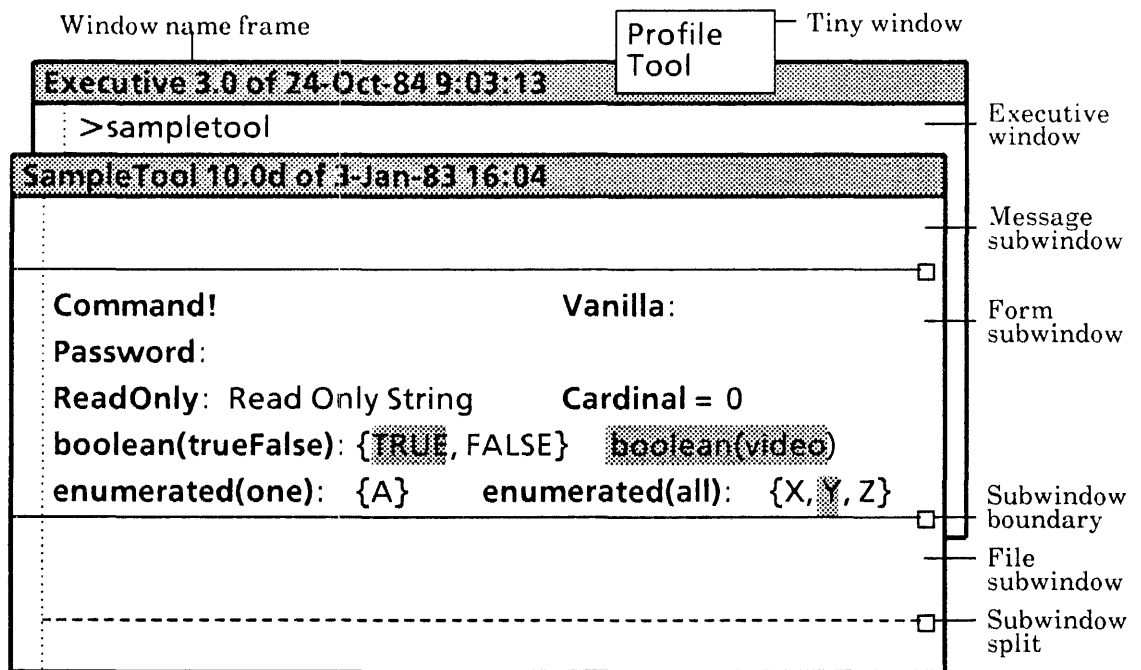 Window name frame
Profile
Tool
Tiny window
Executive 3.0 of 24-Oct-84 9:03:13
>sampletool
Executive
window
SampleTool 10.0d of 3-Jan-83 16:04
Message
subwindow
Command! Vanilla:
Form
subwindow
Password:
ReadOnly: Read Only String Cardinal = 0
boolean(trueFalse): {TRUE, FALSE} boolean(video)
enumerated(one): {A} enumerated(all): {X, Y, Z}
Subwindow
boundary
File
subwindow
Subwindow
split